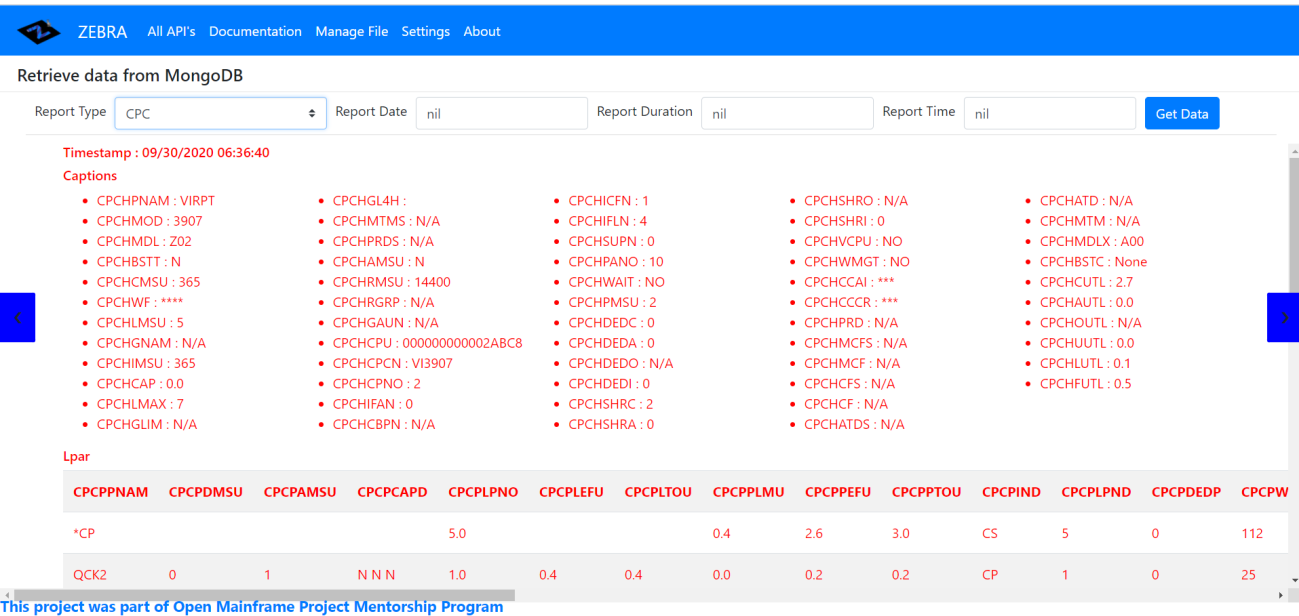 ZEBRA All API's Documentation Manage File Settings About
Retrieve data from MongoDB
Report Type CPC Report Date nil Report Duration nil Report Time nil Get Data
Timestamp : 09/30/2020 06:36:40
Captions
CPCHPNAM : VIRPT
CPCHMOD : 3907
CPCHMDL : Z02
CPCHBSTT : N
CPCHCMSU : 365
CPCHWF : ****
CPCHLMSU : 5
CPCHGNAM : N/A
CPCHIMSU : 365
CPCHCAP : 0.0
CPCHLMAX : 7
CPCHGLIM : N/A
CPCHGL4H :
CPCHMTMS : N/A
CPCHPRDS : N/A
CPCHAMSU : N
CPCHRMSU : 14400
CPCHRGRP : N/A
CPCHGAUN : N/A
CPCHCPU : 000000000002ABC8
CPCHCPCN : VI3907
CPCHCPNO : 2
CPCHIFAN : 0
CPCHCBPN : N/A
CPCHICFN : 1
CPCHIFLN : 4
CPCHSUPN : 0
CPCHPANO : 10
CPCHWAIT : NO
CPCHPMSU : 2
CPCHDEDC : 0
CPCHDEDA : 0
CPCHDEDO : N/A
CPCHDEDI : 0
CPCHSHRC : 2
CPCHSHRA : 0
CPCHSHRO : N/A
CPCHSHRI : 0
CPCHVCPU : NO
CPCHWMGT : NO
CPCHCCAI : ***
CPCHCCCR : ***
CPCHPRD : N/A
CPCHMCFS : N/A
CPCHMCF : N/A
CPCHCFS : N/A
CPCHCF : N/A
CPCHATDS : N/A
CPCHATD : N/A
CPCHMTM : N/A
CPCHMDLX : A00
CPCHBSTC : None
CPCHCUTL : 2.7
CPCHAUTL : 0.0
CPCHOUTL : N/A
CPCHUUTL : 0.0
CPCHLUTL : 0.1
CPCHFUTL : 0.5
Lpar
CPCPPNAM CPCPDMSU CPCPAMSU CPCPCAPD CPCPLPNO CPCPLEFU CPCPLTOU CPCPPLMU CPCPPEFU CPCPPTOU CPCPIND CPCPLPND CPCPDEDP CPCPW
*CP 5.0 0.4 2.6 3.0 CS 5 0 112
QCK2 0 1 N N N 1.0 0.4 0.4 0.0 0.2 0.2 CP 1 0 25
This project was part of Open Mainframe Project Mentorship Program